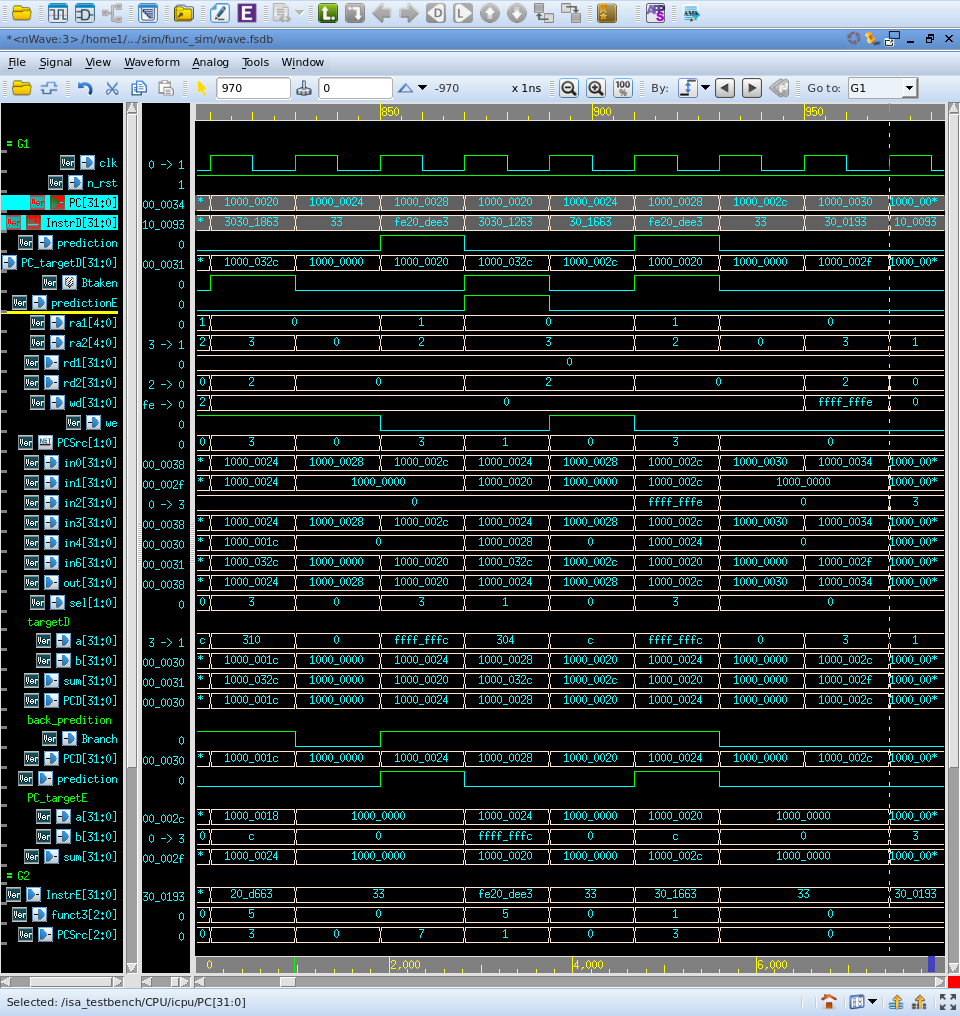 *<nWave:3> /home1/.../sim/func_sim/wave.fsdb
File Signal View Waveform Analog Tools Window
970 0 -970 x 1ns 100 % By: Go to: G1
850 900 950
= G1
clk 0 -> 1
n_rst 1
PC[31:0] 00_0034 * 1000_0020 1000_0024 1000_0028 1000_0020 1000_0024 1000_0028 1000_002c 1000_0030 1000_00*
InstrD[31:0] 10_0093 * 3030_1863 33 fe20_dee3 3030_1263 30_1663 fe20_dee3 33 30_0193 10_0093
prediction 0
PC_targetD[31:0] 00_0031 * 1000_032c 1000_0000 1000_0020 1000_032c 1000_002c 1000_0020 1000_0000 1000_002f 1000_00*
Btaken 0
predictionE 0
ra1[4:0] 0 1 0 1 0 1 0
ra2[4:0] 3 -> 1 2 3 0 2 3 2 0 3 1
rd1[31:0] 0 0
rd2[31:0] 2 -> 0 0 2 0 2 0 2 0
wd[31:0] fe -> 0 2 0 ffff_fffe 0
we 0
PCSrc[1:0] 0 0 3 0 3 1 0 3 0
in0[31:0] 00_0038 * 1000_0024 1000_0028 1000_002c 1000_0024 1000_0028 1000_002c 1000_0030 1000_0034 1000_00*
in1[31:0] 00_002f * 1000_0024 1000_0000 1000_0020 1000_0000 1000_002c 1000_0000 1000_00*
in2[31:0] 0 -> 3 0 ffff_fffe 0 3
in3[31:0] 00_0038 * 1000_0024 1000_0028 1000_002c 1000_0024 1000_0028 1000_002c 1000_0030 1000_0034 1000_00*
in4[31:0] 00_0030 * 1000_001c 0 1000_0028 0 1000_0024 0 1000_00*
in6[31:0] 00_0031 * 1000_032c 1000_0000 1000_0020 1000_032c 1000_002c 1000_0020 1000_0000 1000_002f 1000_00*
out[31:0] 00_0038 * 1000_0024 1000_0028 1000_0020 1000_0024 1000_0028 1000_002c 1000_0030 1000_0034 1000_00*
sel[1:0] 0 0 3 0 3 1 0 3 0
targetD
a[31:0] 3 -> 1 c 310 0 ffff_fffc 304 c ffff_fffc 0 3 1
b[31:0] 00_0030 * 1000_001c 1000_0000 1000_0024 1000_0028 1000_0020 1000_0024 1000_0000 1000_002c 1000_00*
sum[31:0] 00_0031 * 1000_032c 1000_0000 1000_0020 1000_032c 1000_002c 1000_0020 1000_0000 1000_002f 1000_00*
PCD[31:0] 00_0030 * 1000_001c 1000_0000 1000_0024 1000_0028 1000_0020 1000_0024 1000_0000 1000_002c 1000_00*
back_predition
Branch 0
PCD[31:0] 00_0030 * 1000_001c 1000_0000 1000_0024 1000_0028 1000_0020 1000_0024 1000_0000 1000_002c 1000_00*
prediction 0
PC_targetE
a[31:0] 00_002c * 1000_0018 1000_0000 1000_0024 1000_0000 1000_0020 1000_0000 1000_00*
b[31:0] 0 -> 3 0 c 0 ffff_fffc 0 c 0 3
sum[31:0] 00_002f * 1000_0024 1000_0000 1000_0020 1000_0000 1000_002c 1000_0000 1000_00*
= G2
InstrE[31:0] 30_0193 * 20_d663 33 fe20_dee3 33 30_1663 33 30_0193
funct3[2:0] 0 0 5 0 5 0 1 0
PCSrc[2:0] 0 0 3 0 7 1 0 3 0
0 2,000 4,000 6,000
Selected: /isa_testbench/CPU/icpu/PC[31:0]